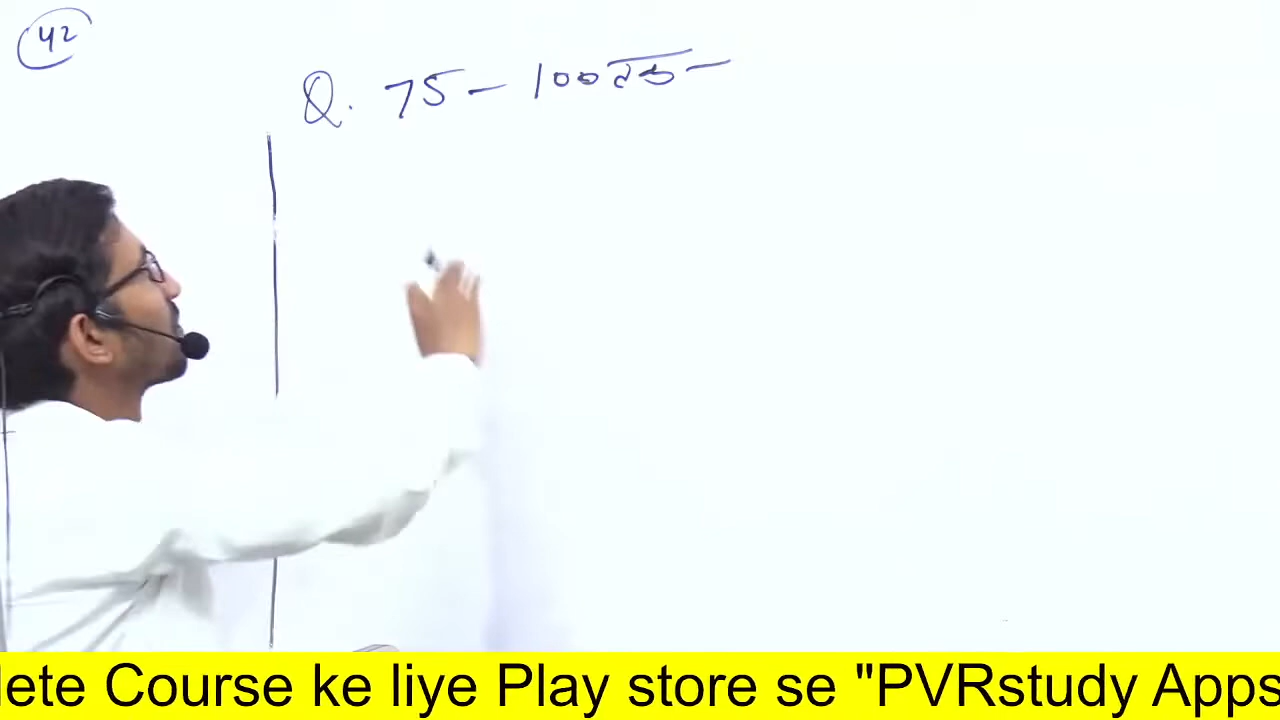 42
Q. 75 - 100 तक -
lete Course ke liye Play store se "PVRstudy Apps